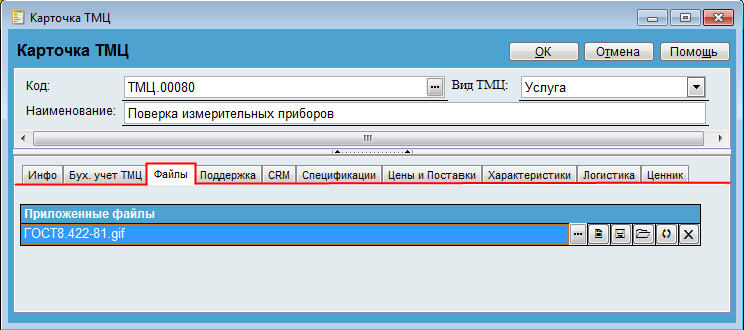 Карточка ТМЦ
Карточка ТМЦ ОК Отмена Помощь
Код: ТМЦ.00080 ... Вид ТМЦ: Услуга
Наименование: Поверка измерительных приборов
Инфо Бух. учет ТМЦ Файлы Поддержка CRM Спецификации Цены и Поставки Характеристики Логистика Ценник
Приложенные файлы
ГОСТ8.422-81.gif ...